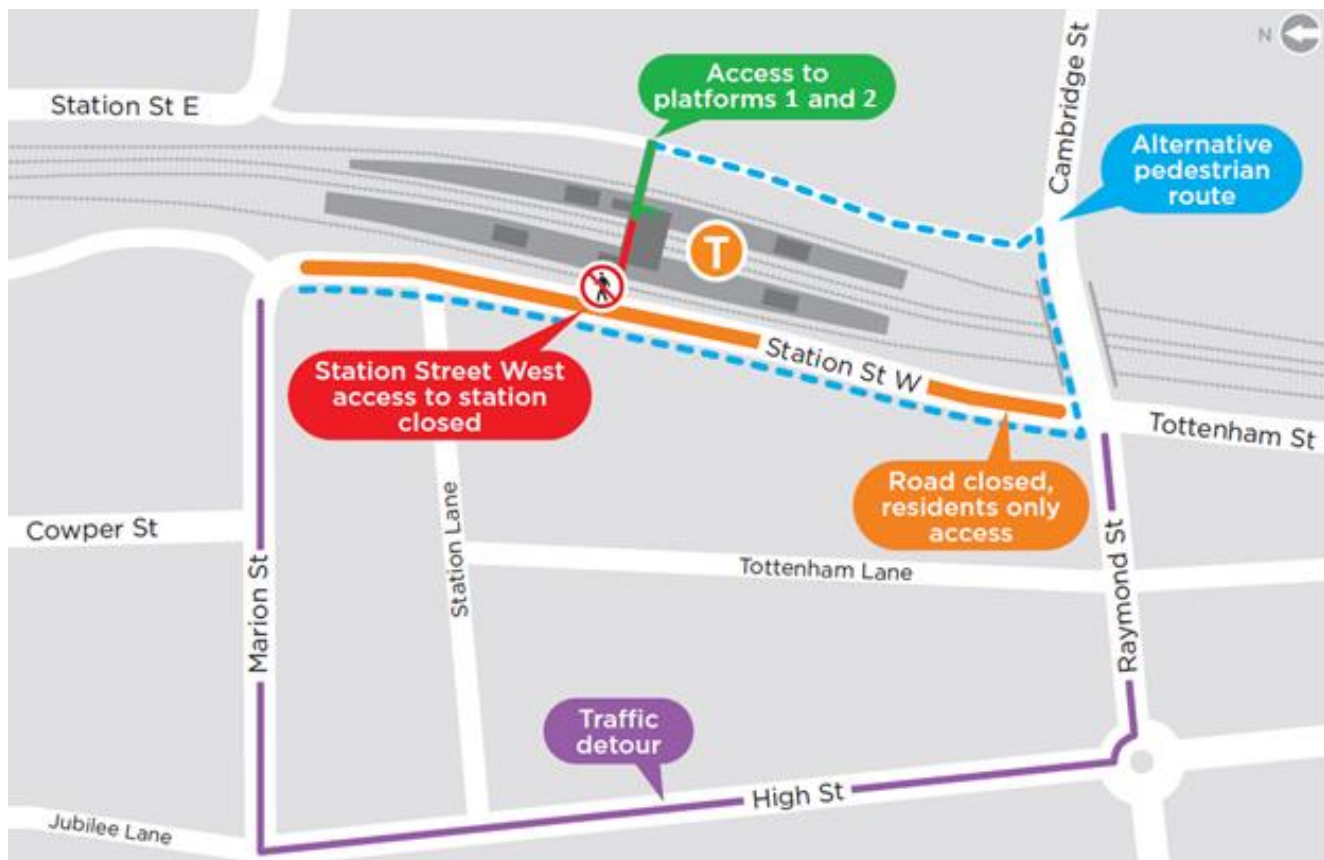 N
Station St E
Access to
platforms 1 and 2
Cambridge St
Alternative
pedestrian
route
T
Station Street West
access to station
closed
Station St W
Tottenham St
Road closed,
residents only
access
Cowper St
Marion St
Station Lane
Tottenham Lane
Raymond St
Traffic
detour
High St
Jubilee Lane